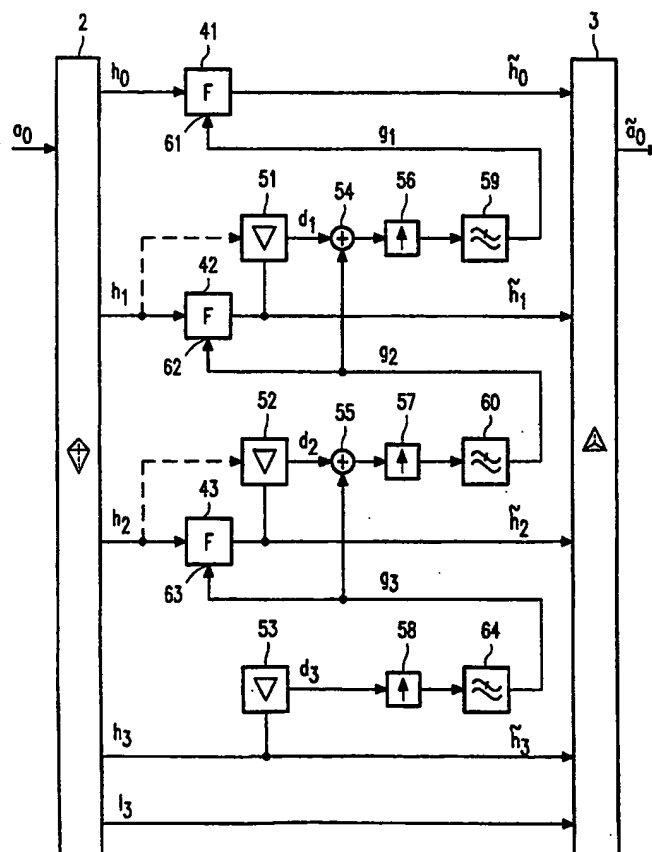 2 41 3
h₀ F h̃₀
a₀ 61 g₁ ã₀
51 54 56 59
▽ d₁ + ↑
h₁ 42 h̃₁
F
62 g₂
52 55 57 60
▽ d₂ + ↑
h₂ 43 h̃₂
F
63 g₃
53 58 64
▽ d₃ ↑
h₃ h̃₃
l₃